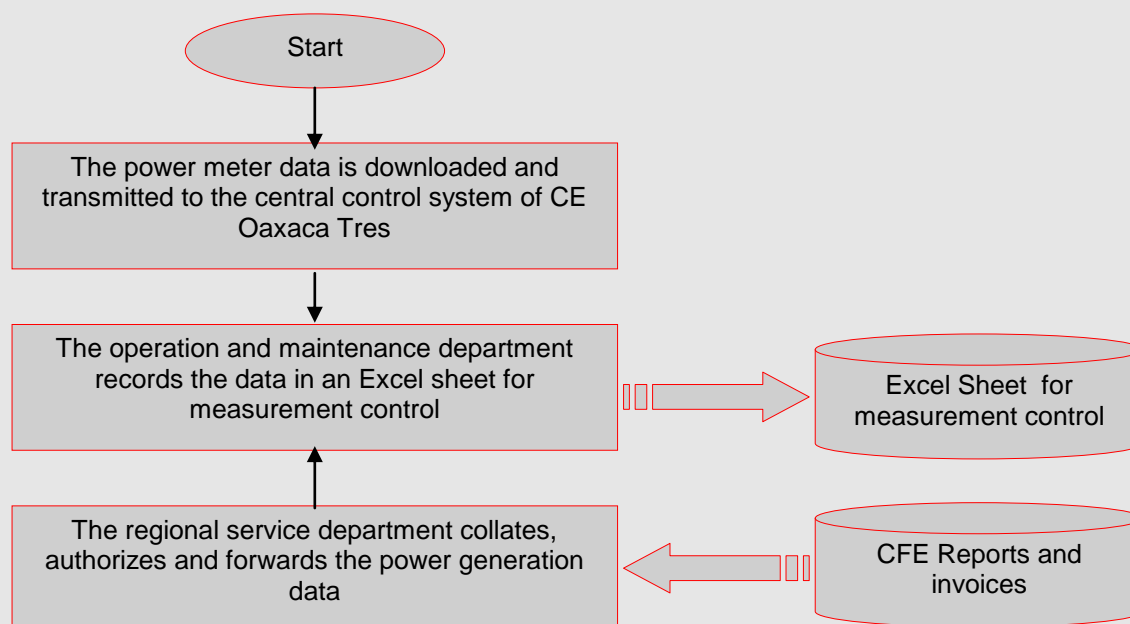 Start
The power meter data is downloaded and
transmitted to the central control system of CE
Oaxaca Tres
The operation and maintenance department
records the data in an Excel sheet for
measurement control
Excel Sheet for
measurement control
The regional service department collates,
authorizes and forwards the power generation
data
CFE Reports and
invoices